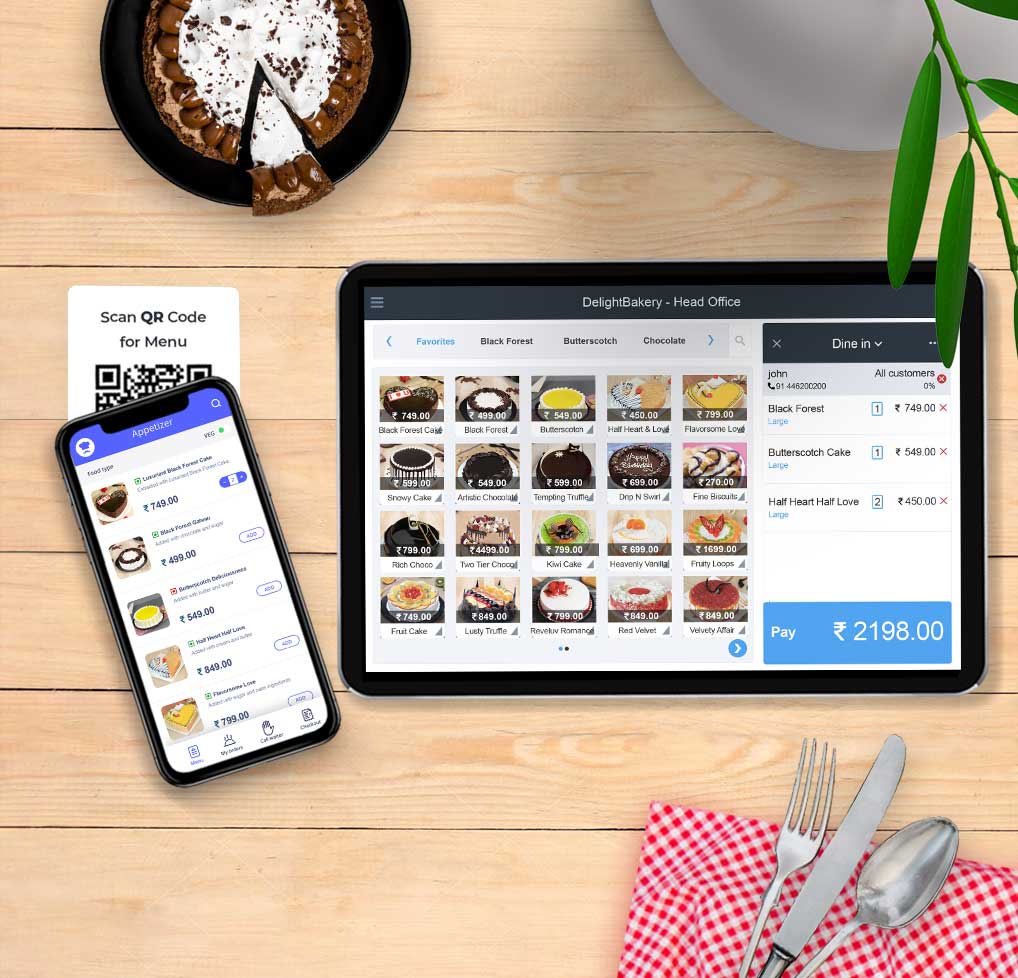 Scan QR Code
for Menu
Appetizer
Food type
VEG
Luxuriant Black Forest Cake
Extracted with Luxuriant Black Forest Cake
₹ 749.00
- 2 +
Black Forest Gateav
Added with chocolate and sugar
₹ 499.00
ADD
Butterscotch Deliciousness
Added with butter and sugar
₹ 549.00
ADD
Half Heart Half Love
Added with cream and butter
₹ 849.00
ADD
Flavorsome Love
Added with sugar and main ingredients
₹ 799.00
ADD
Menu
My orders
Call waiter
Checkout
DelightBakery - Head Office
Favorites Black Forest Butterscotch Chocolate
₹ 749.00 ₹ 499.00 ₹ 549.00 ₹ 450.00 ₹ 799.00
Black Forest Cake Black Forest Butterscotch Half Heart & Love Flavorsome Love
₹ 599.00 ₹ 549.00 ₹ 599.00 ₹ 699.00 ₹ 270.00
Snowy Cake Artistic Chocolate Tempting Truffle Drip N Swirl Fine Biscuits
Happy Birthday
₹ 799.00 ₹4499.00 ₹ 799.00 ₹ 699.00 ₹ 1699.00
Rich Choco Two Tier Chocol Kiwi Cake Heavenly Vanilla Fruity Loops
₹ 749.00 ₹ 849.00 ₹ 799.00 ₹ 849.00 ₹ 849.00
Fruit Cake Lusty Truffle Reveluv Romance Red Velvet Velvety Affair
Dine in
john All customers
91 446200200 0%
Black Forest 1 ₹ 749.00
Large
Butterscotch Cake 1 ₹ 549.00
Large
Half Heart Half Love 2 ₹ 450.00
Large
Pay ₹ 2198.00